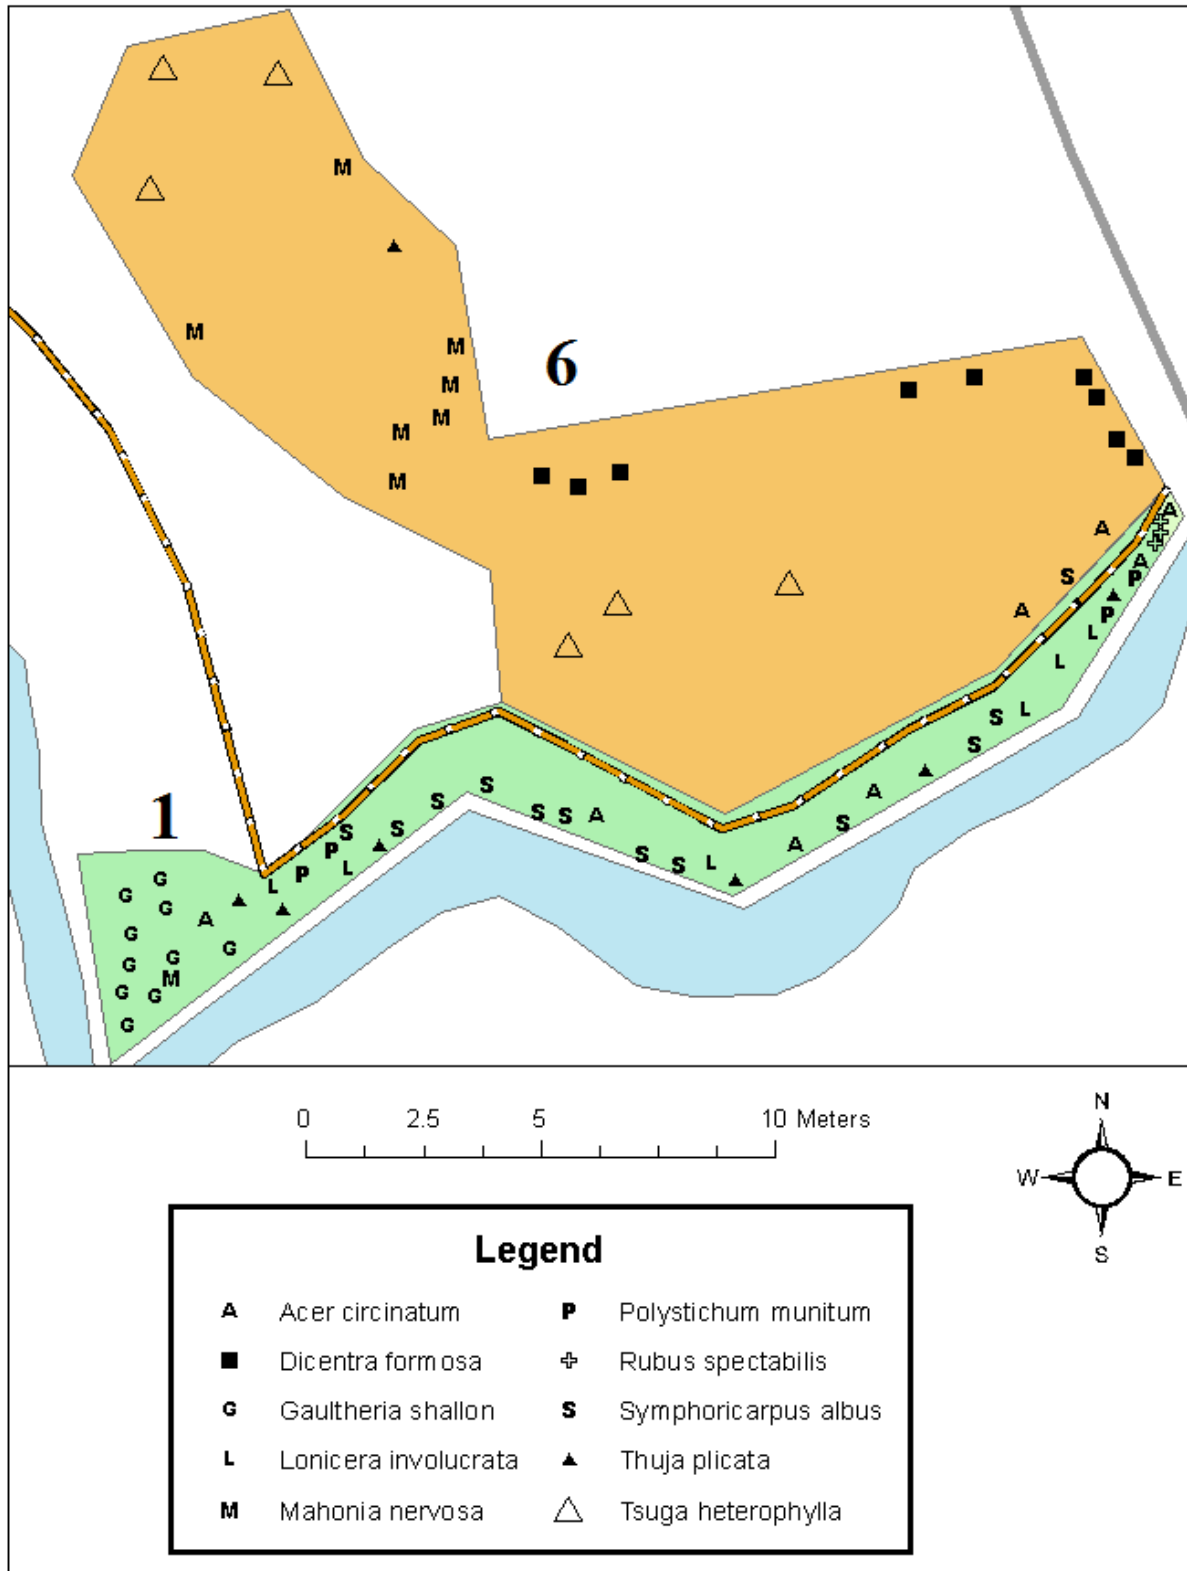 M
M
M
6
M
M
M
M
A
A
S
A
P
A
P
L
L
L
S
S
A
S
S
S
S
A
S
1
S
S
A
P
S
S
L
L
P
L
G
G
G
A
G
G
G
G
M
G
G
G
0 2.5 5 10 Meters
N
W E
S
Legend
A Acer circinatum P Polystichum munitum
Dicentra formosa Rubus spectabilis
G Gaultheria shallon S Symphoricarpus albus
L Lonicera involucrata Thuja plicata
M Mahonia nervosa Tsuga heterophylla